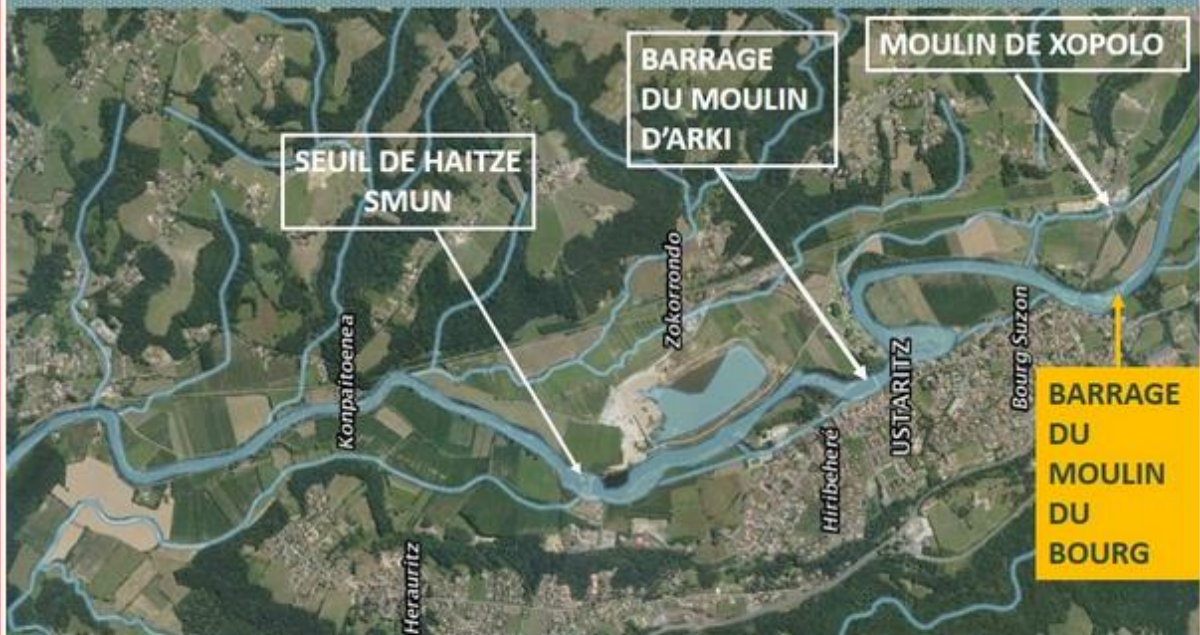 MOULIN DE XOPOLO
BARRAGE
DU MOULIN
D'ARKI
SEUIL DE HAITZE
SMUN
Zokorrondo
Konpaitoenea
Bourg Suzon
USTARITZ
Hiribeheré
Herauritz
BARRAGE
DU
MOULIN
DU
BOURG